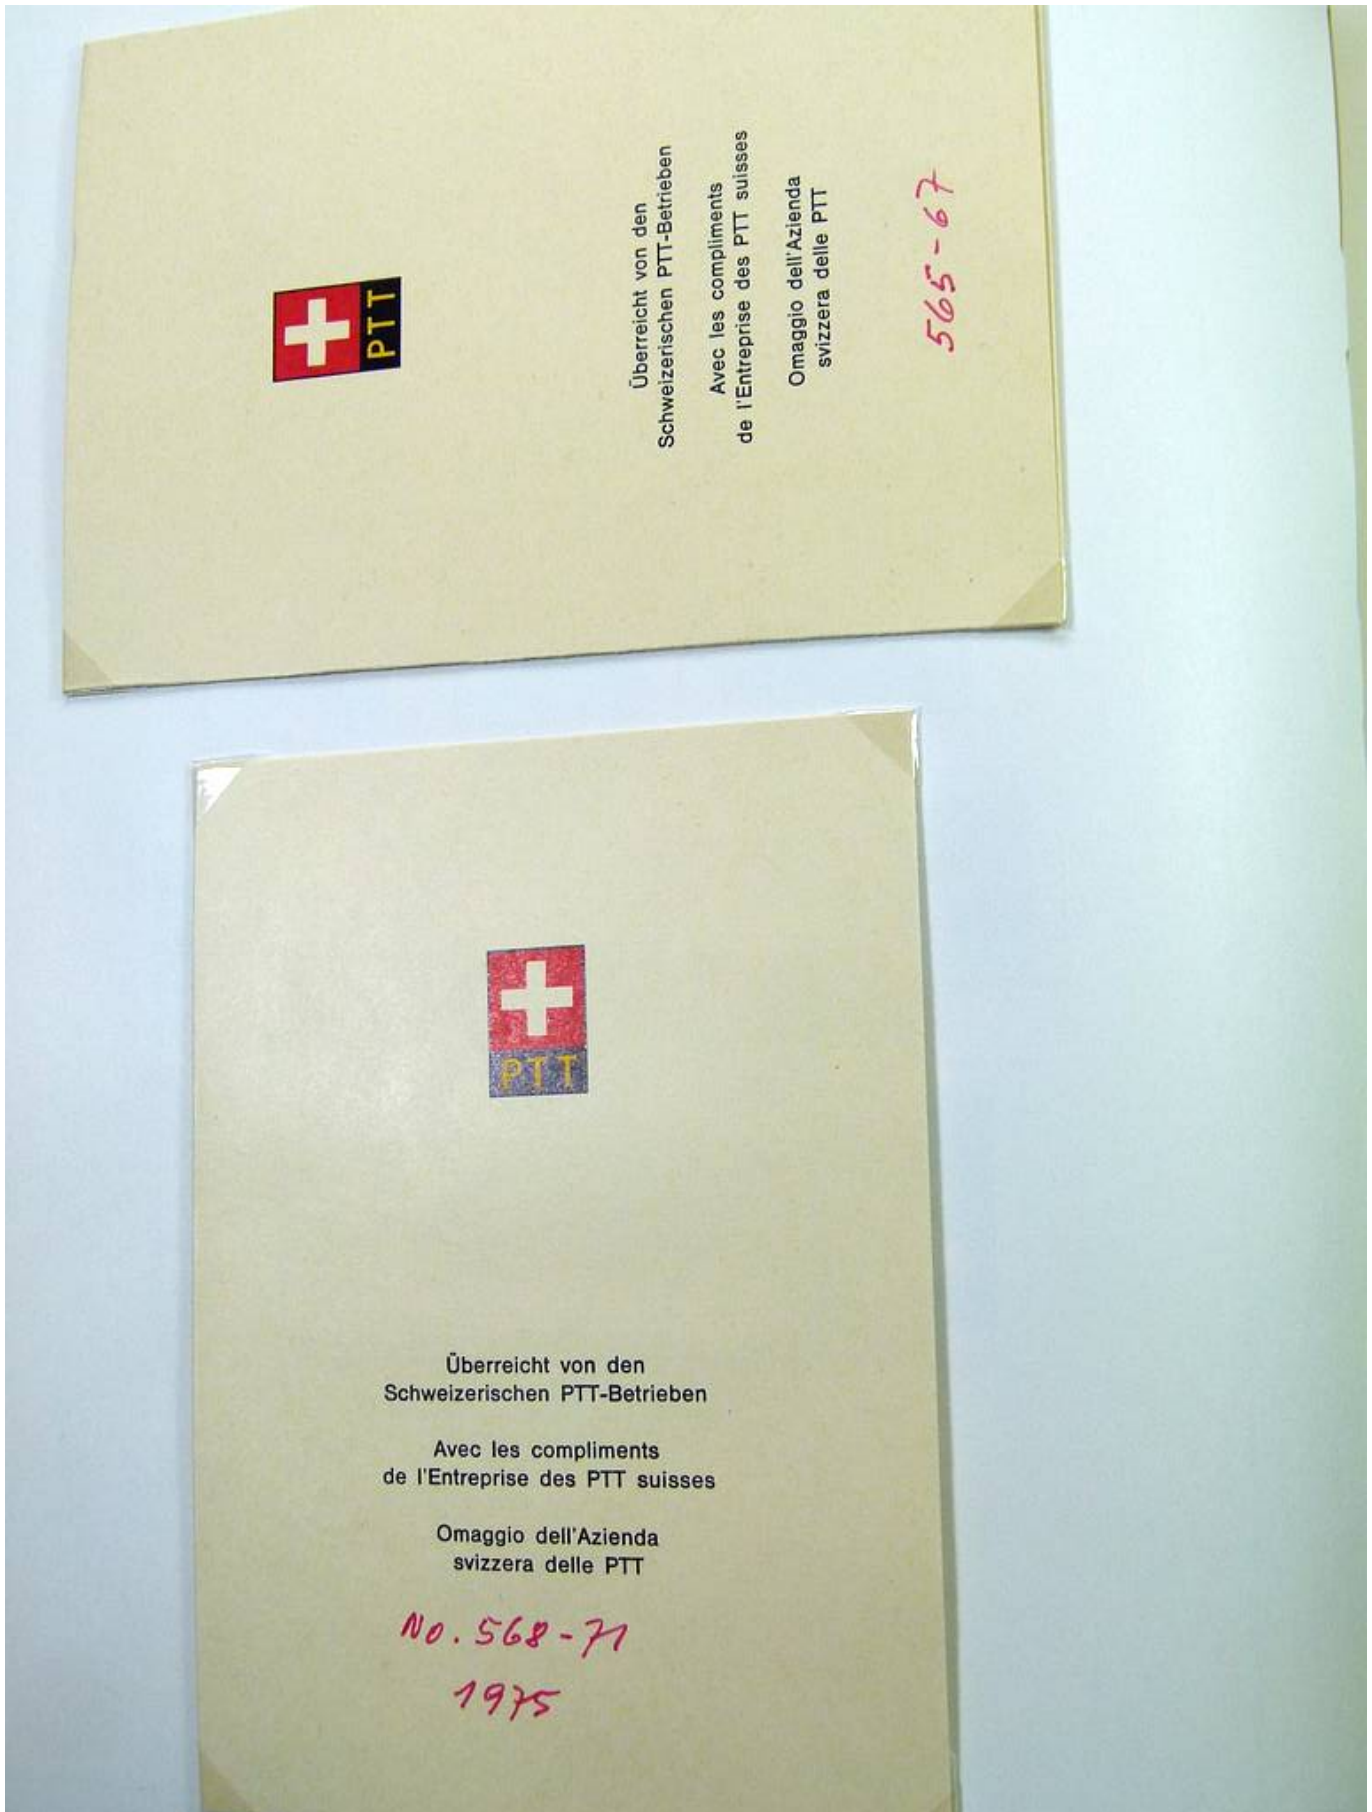 PTT
Überreicht von den
Schweizerischen PTT-Betrieben
Avec les compliments
de l'Entreprise des PTT suisses
Omaggio dell'Azienda
svizzera delle PTT
565-67
PTT
Überreicht von den
Schweizerischen PTT-Betrieben
Avec les compliments
de l'Entreprise des PTT suisses
Omaggio dell'Azienda
svizzera delle PTT
No. 568-71
1975